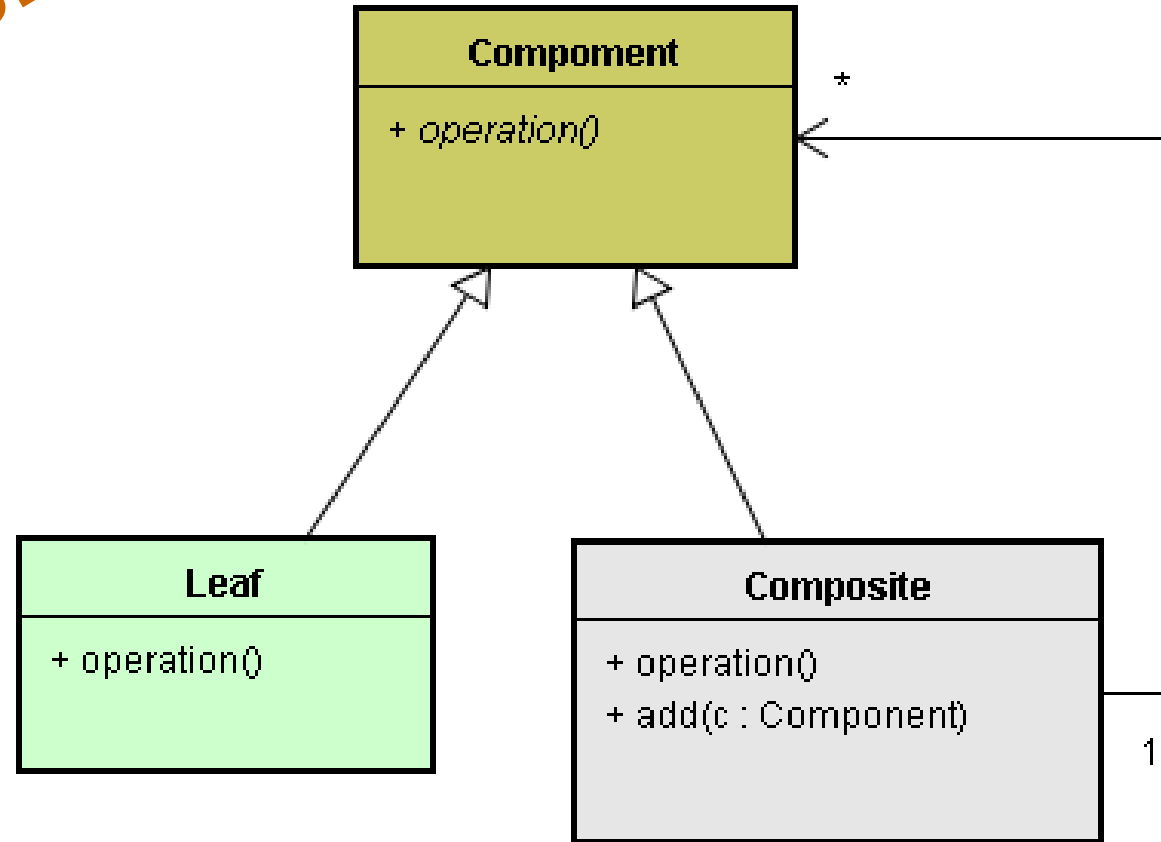 Compoment
*
+ operation()
Leaf
+ operation()
Composite
+ operation()
+ add(c : Component)
1